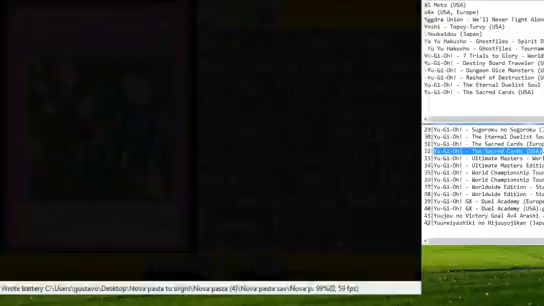 XS Moto (USA)
(USA, Europe)
Yggdra Union - We'll Never Fight Alone
Yoshi - Topsy-Turvy (USA)
-Youkaidou (Japan)
Yu Yu Hakusho - Ghostfiles - Spirit D
Yu Yu Hakusho - Ghostfiles - Tournam
Yu-Gi-Oh! - 7 Trials to Glory - World
Yu-Gi-Oh! - Destiny Board Traveler (U
-Yu-Gi-Oh! - Dungeon Dice Monsters (U
-Yu-Gi-Oh! - Reshef of Destruction (U
Yu-Gi-Oh! - The Eternal Duelist Soul
Yu-Gi-Oh! - The Sacred Cards (USA)
29|Yu-Gi-Oh! - Sugoroku no Sugoroku (J
30|Yu-Gi-Oh! - The Eternal Duelist Sou
31|Yu-Gi-Oh! - The Sacred Cards (Europ
32|Yu-Gi-Oh! - The Sacred Cards (USA)
33|Yu-Gi-Oh! - Ultimate Masters - Worl
34|Yu-Gi-Oh! - Ultimate Masters Editio
35|Yu-Gi-Oh! - World Championship Tour
36|Yu-Gi-Oh! - World Championship Tour
37|Yu-Gi-Oh! - Worldwide Edition - Stai
38|Yu-Gi-Oh! - Worldwide Edition - Stai
39|Yu-Gi-Oh! GX - Duel Academy (Europe
40|Yu-Gi-Oh! GX - Duel Academy (USA).g
41|Yuujou no Victory Goal 4v4 Arashi -
42|Yuureiyashiki no Nijuuyojikan (Japa
Wrote battery C:\Users\gustavo\Desktop\Nova pasta to orgnl\Nova pasta (4)\Nova pasta sav\Nova p- 99%(0, 59 fps)